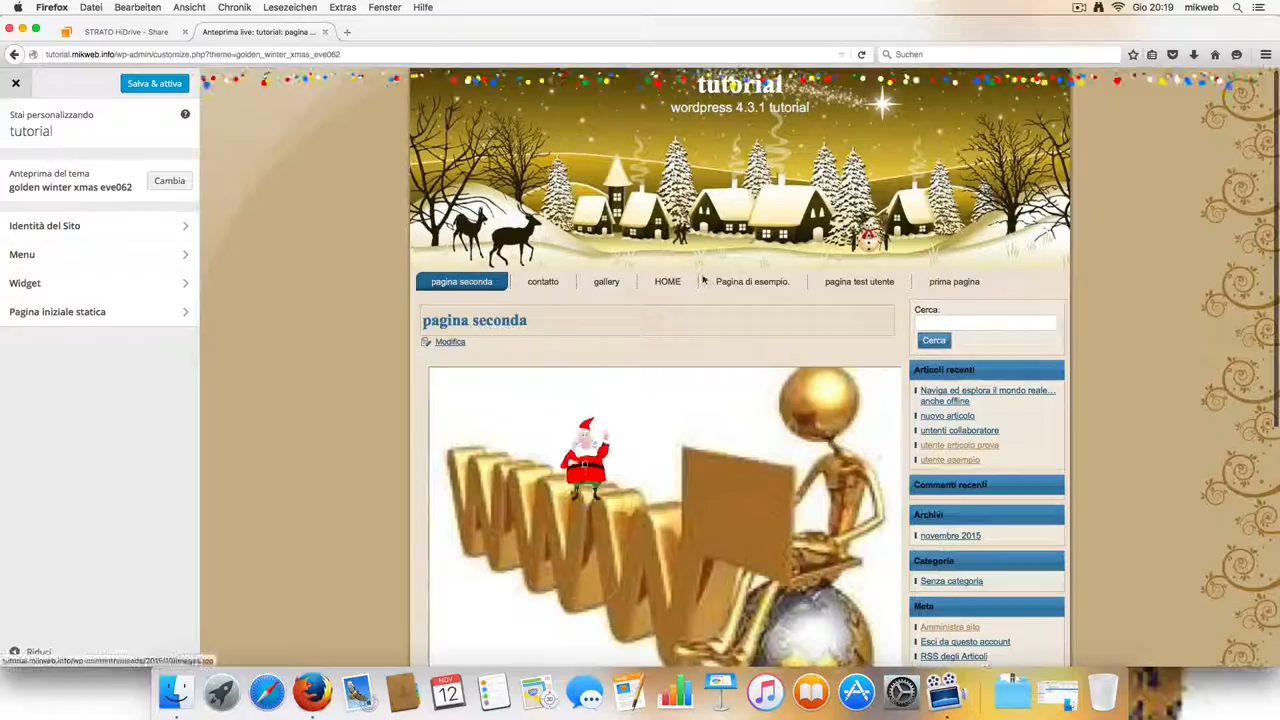 Firefox Datei Bearbeiten Ansicht Chronik Lesezeichen Extras Fenster Hilfe Gio 20:19 mikweb
STRATO HiDrive - Share Anteprima live: tutorial: pagina ...
tutorial.mikweb.info/wp-admin/customize.php?theme=golden_winter_xmas_eve062 Suchen
Salva & attiva
Stai personalizzando
tutorial
Anteprima del tema
golden winter xmas eve062 Cambia
Identità del Sito
Menu
Widget
Pagina iniziale statica
Riduci
tutorial
wordpress 4.3.1 tutorial
pagina seconda contatto gallery HOME Pagina di esempio. pagina test utente prima pagina
pagina seconda
Modifica
Cerca:
Cerca
Articoli recenti
Naviga ed esplora il mondo reale…
anche offline
nuovo articolo
untenti collaboratore
utente articolo prova
utente esempio
Commenti recenti
Archivi
novembre 2015
Categorie
Senza categoria
Meta
Amministra sito
Esci da questo account
RSS degli Articoli
NOV
12